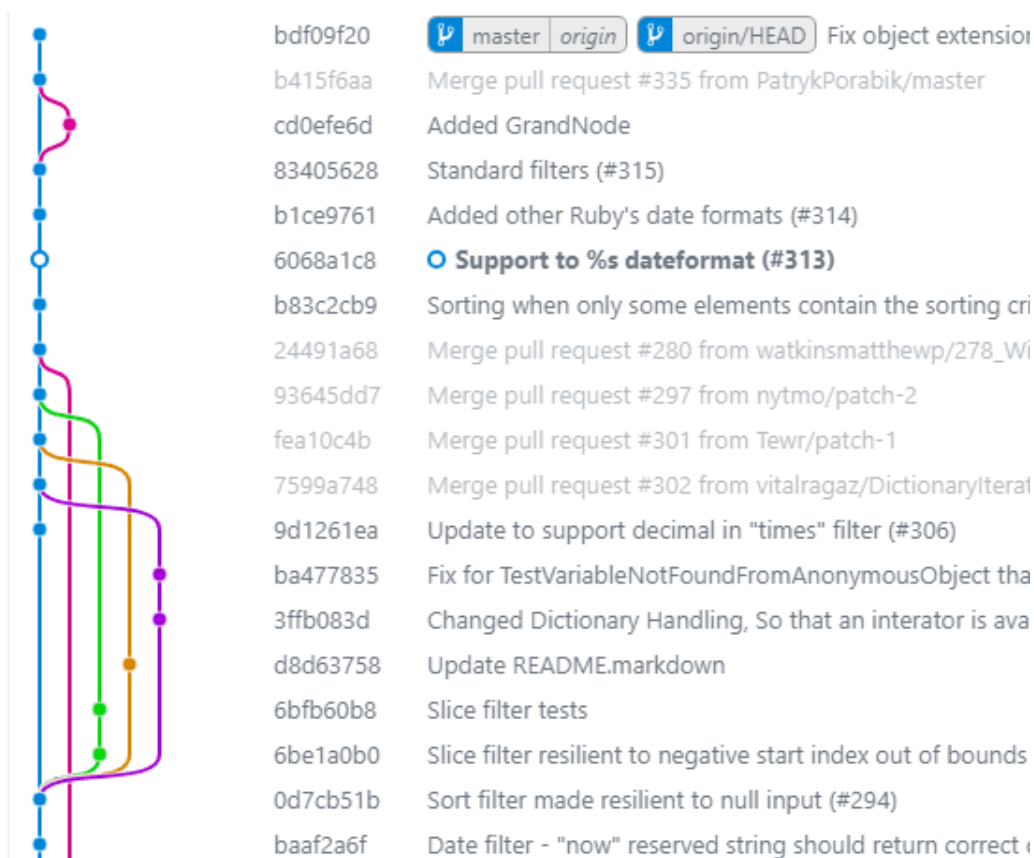 bdf09f20 master origin origin/HEAD Fix object extension
b415f6aa Merge pull request #335 from PatrykPorabik/master
cd0efe6d Added GrandNode
83405628 Standard filters (#315)
b1ce9761 Added other Ruby's date formats (#314)
6068a1c8 Support to %s dateformat (#313)
b83c2cb9 Sorting when only some elements contain the sorting cri
24491a68 Merge pull request #280 from watkinsmatthewp/278_Wi
93645dd7 Merge pull request #297 from nytmo/patch-2
fea10c4b Merge pull request #301 from Tewr/patch-1
7599a748 Merge pull request #302 from vitalragaz/DictionaryIterat
9d1261ea Update to support decimal in "times" filter (#306)
ba477835 Fix for TestVariableNotFoundFromAnonymousObject tha
3ffb083d Changed Dictionary Handling, So that an interator is ava
d8d63758 Update README.markdown
6bfb60b8 Slice filter tests
6be1a0b0 Slice filter resilient to negative start index out of bounds
0d7cb51b Sort filter made resilient to null input (#294)
baaf2a6f Date filter - "now" reserved string should return correct